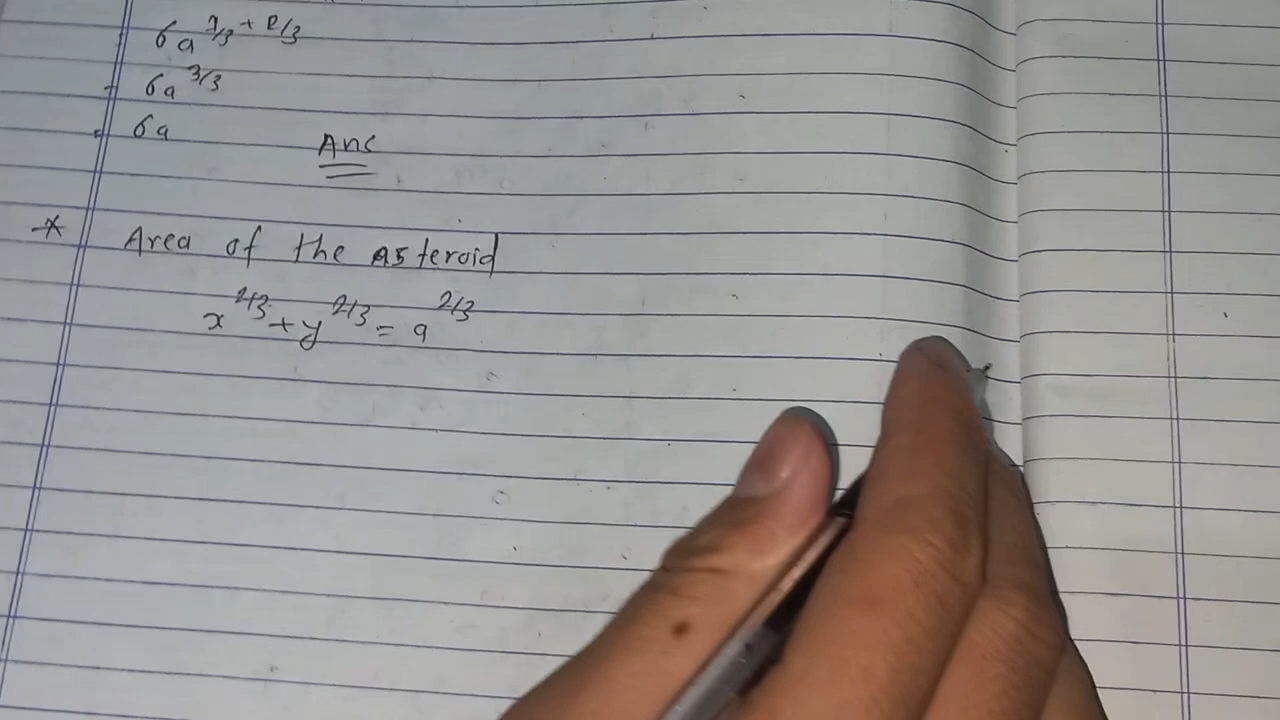 6a^1/3 + 2/3
6a^3/3
6a
Ans
* Area of the asteroid
x^2/3 + y^2/3 = a^2/3